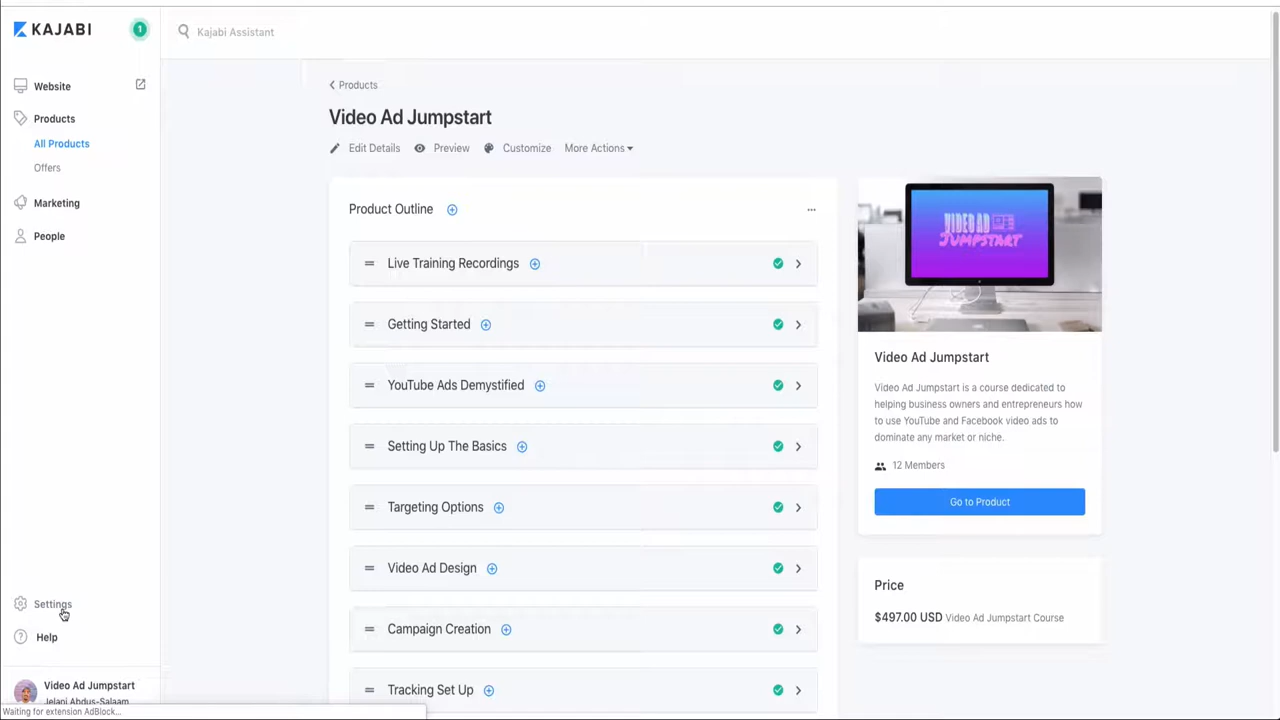 KAJABI
1
Kajabi Assistant
Website
Products
All Products
Offers
Marketing
People
Settings
Help
Video Ad Jumpstart
Jelani Abdus-Salaam
Waiting for extension AdBlock...
Products
Video Ad Jumpstart
Edit Details Preview Customize More Actions
Product Outline
Live Training Recordings
Getting Started
YouTube Ads Demystified
Setting Up The Basics
Targeting Options
Video Ad Design
Campaign Creation
Tracking Set Up
VIDEO AD
JUMPSTART
Video Ad Jumpstart
Video Ad Jumpstart is a course dedicated to
helping business owners and entrepreneurs how
to use YouTube and Facebook video ads to
dominate any market or niche.
12 Members
Go to Product
Price
$497.00 USD Video Ad Jumpstart Course